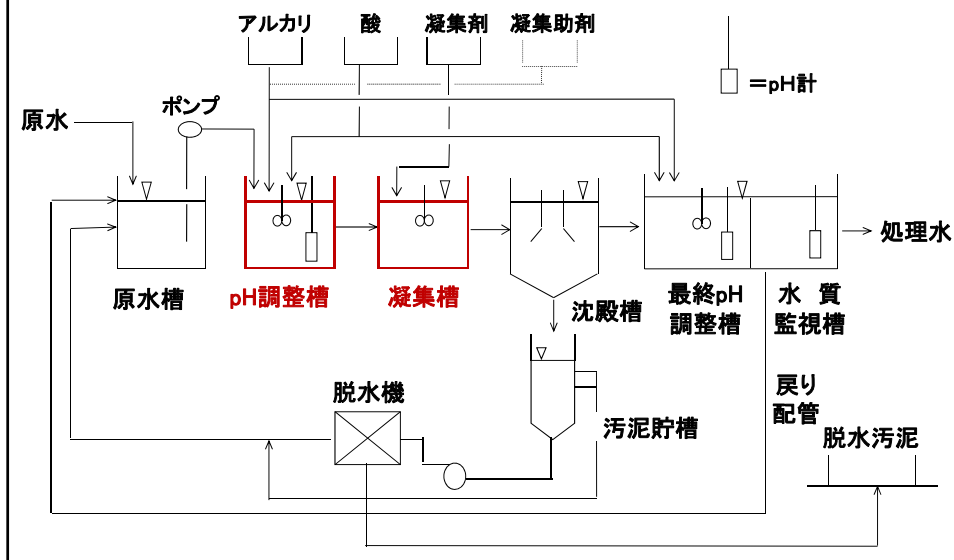 アルカリ
酸
凝集剤
凝集助剤
=pH計
ポンプ
原水
処理水
原水槽
pH調整槽
凝集槽
沈殿槽
最終pH
調整槽
水 質
監視槽
戻り
配管
脱水機
汚泥貯槽
脱水汚泥